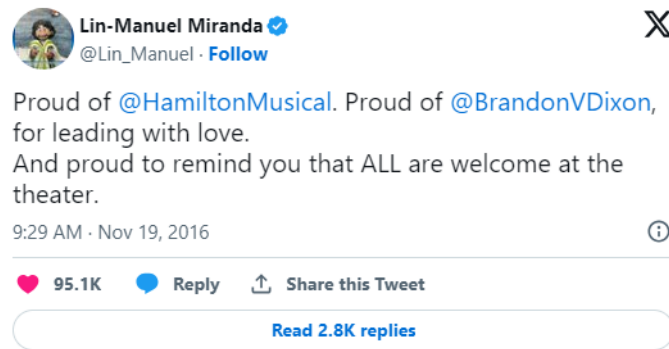 Lin-Manuel Miranda
@Lin_Manuel · Follow
Proud of @HamiltonMusical. Proud of @BrandonVDixon,
for leading with love.
And proud to remind you that ALL are welcome at the
theater.
9:29 AM · Nov 19, 2016
95.1K Reply Share this Tweet
Read 2.8K replies